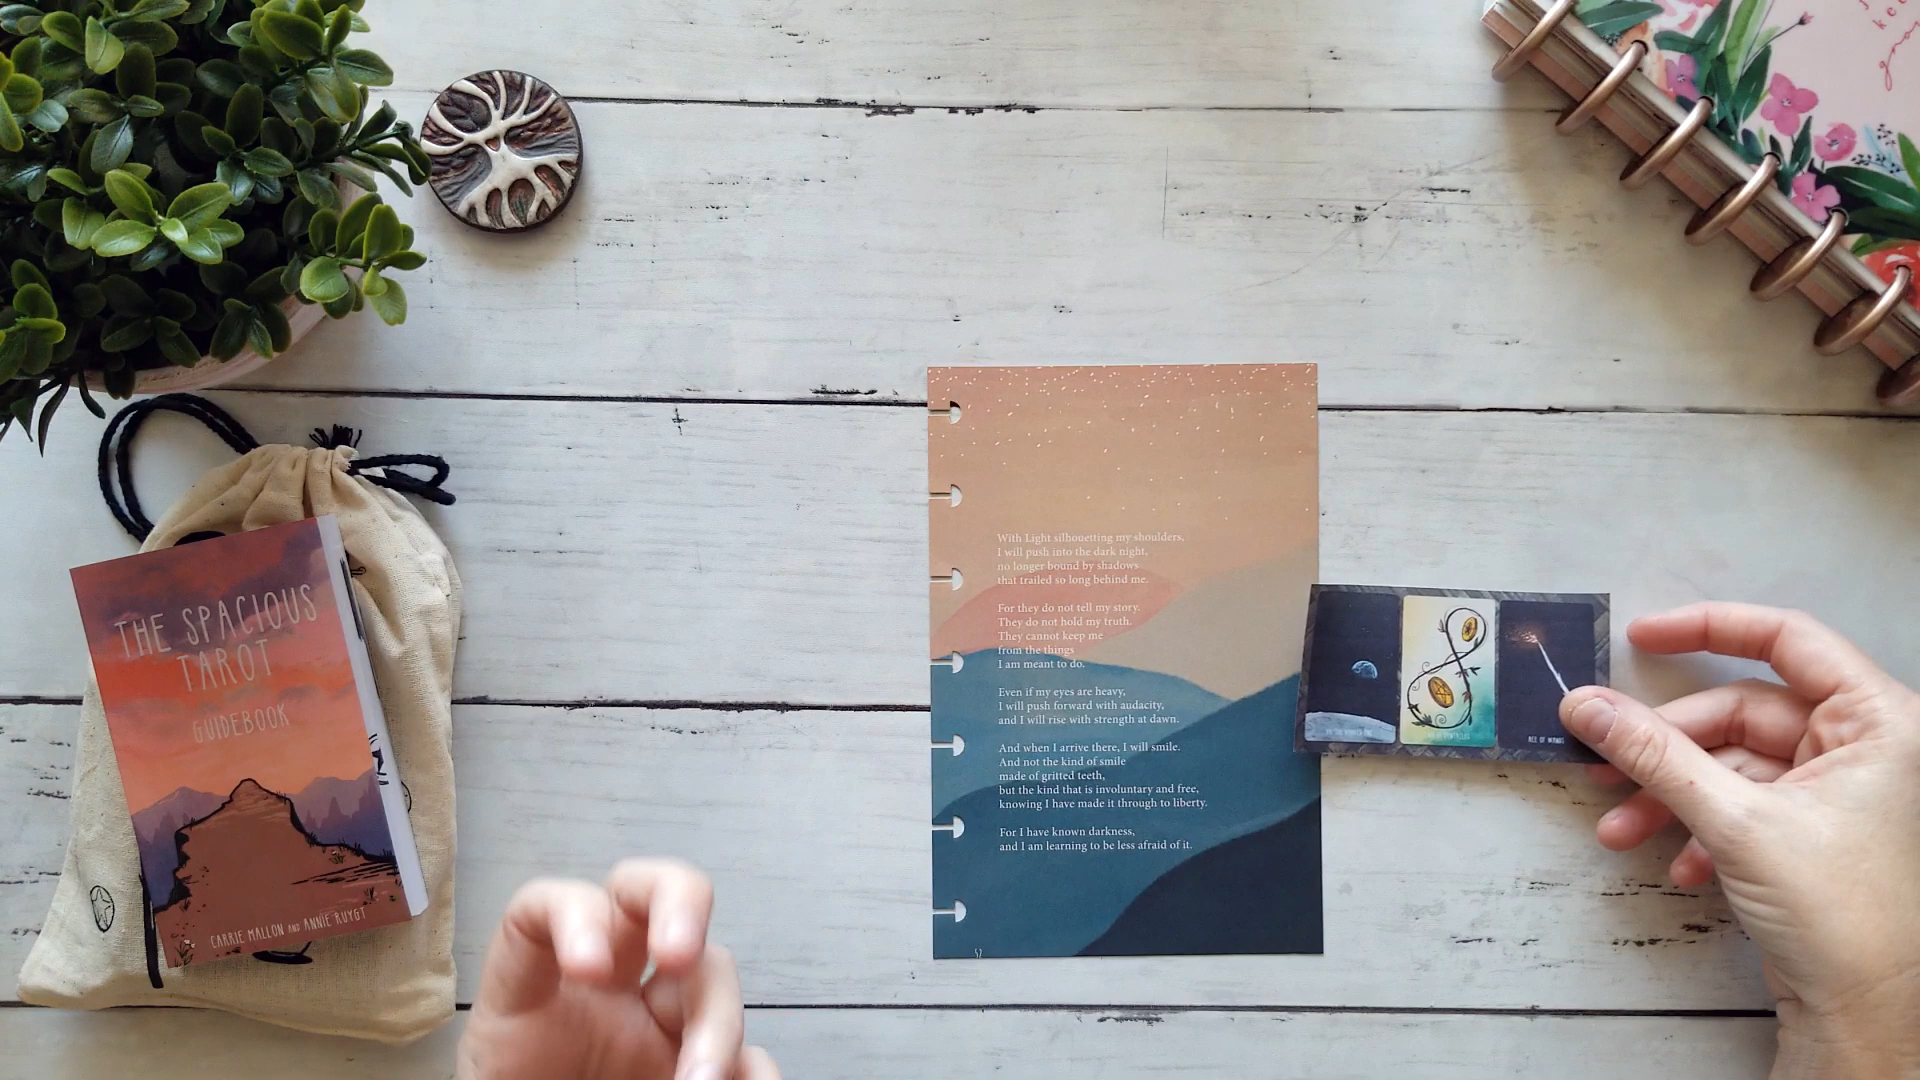 THE SPACIOUS
TAROT
GUIDEBOOK
CARRIE MALLON AND ANNIE RUYGT
With Light silhouetting my shoulders,
I will push into the dark night,
no longer bound by shadows
that trailed so long behind me.
For they do not tell my story.
They do not hold my truth.
They cannot keep me
from the things
I am meant to do.
Even if my eyes are heavy,
I will push forward with audacity,
and I will rise with strength at dawn.
And when I arrive there, I will smile.
And not the kind of smile
made of gritted teeth,
but the kind that is involuntary and free,
knowing I have made it through to liberty.
For I have known darkness,
and I am learning to be less afraid of it.
ACE OF WANDS